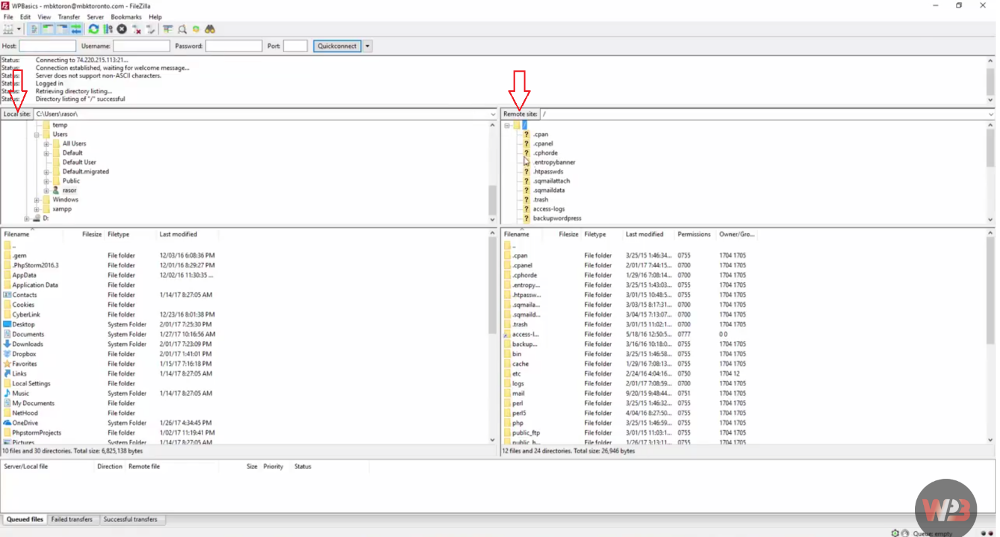 WPBasics - mbktoron@mbktoronto.com - FileZilla
File Edit View Transfer Server Bookmarks Help
Host: Username: Password: Port: Quickconnect
Status: Connecting to 74.220.215.113:21...
Status: Connection established, waiting for welcome message...
Status: Server does not support non-ASCII characters.
Status: Logged in
Status: Retrieving directory listing...
Status: Directory listing of "/" successful
Local site: C:\Users\rasor\
temp
Users
All Users
Default
Default User
Default.migrated
Public
rasor
Windows
xampp
D:
Remote site: /
/
? .cpan
? .cpanel
? .cphorde
.entropybanner
? .htpasswds
? .sqmailattach
? .sqmaildata
? .trash
? access-logs
? backupwordpress
Filename Filesize Filetype Last modified
..
.gem File folder 12/03/16 6:08:36 PM
.PhpStorm2016.3 File folder 12/01/16 8:29:27 PM
AppData File folder 12/02/16 11:30:35 ...
Application Data File folder
Contacts File folder 1/14/17 8:27:05 AM
Cookies File folder
CyberLink File folder 12/23/16 8:01:38 PM
Desktop System Folder 2/01/17 7:25:30 PM
Documents System Folder 1/27/17 10:16:56 AM
Downloads System Folder 2/01/17 7:23:09 PM
Dropbox System Folder 2/01/17 1:41:01 PM
Favorites File folder 1/15/17 7:16:18 PM
Links File folder 1/14/17 8:27:05 AM
Local Settings File folder
Music System Folder 1/14/17 8:27:05 AM
My Documents File folder
NetHood File folder
OneDrive System Folder 1/26/17 4:34:45 PM
PhpstormProjects File folder 1/02/17 11:19:41 PM
Pictures System Folder 1/14/17 8:27:05 AM
10 files and 30 directories. Total size: 6,825,138 bytes
Filename Filesize Filetype Last modified Permissions Owner/Gro...
..
.cpan File folder 3/25/15 1:46:34... 0755 1704 1705
.cpanel File folder 2/01/17 7:44:15... 0700 1704 1705
.cphorde File folder 1/29/16 7:08:14... 0700 1704 1705
.entropy... File folder 3/25/15 1:43:03... 0755 1704 1705
.htpassw... File folder 3/01/15 10:48:5... 0755 1704 1705
.sqmaila... File folder 3/03/15 8:17:31... 0700 1704 1705
.sqmaild... File folder 3/04/15 7:13:07... 0700 1704 1705
.trash File folder 3/01/15 11:02:1... 0700 1704 1705
access-l... File folder 5/18/16 12:50:5... 0777 0 0
backup... File folder 3/16/16 10:18:0... 0755 1704 1705
bin File folder 3/25/15 1:46:58... 0755 1704 1705
cache File folder 1/29/16 7:08:13... 0755 1704 1705
etc File folder 2/24/16 4:04:16... 0750 1704 12
logs File folder 2/01/17 7:08:59... 0700 1704 1705
mail File folder 9/20/15 9:48:44... 0751 1704 1705
perl File folder 3/25/15 1:46:32... 0755 1704 1705
perl5 File folder 4/04/16 8:27:50... 0755 1704 1705
php File folder 3/25/15 1:46:59... 0755 1704 1705
public_ftp File folder 3/01/15 11:03:1... 0755 1704 1705
public_h... File folder 1/26/17 3:13:11... 0750 1704 1705
12 files and 24 directories. Total size: 26,946 bytes
Server/Local file Direction Remote file Size Priority Status
Queued files Failed transfers Successful transfers
WPB
Queue: empty